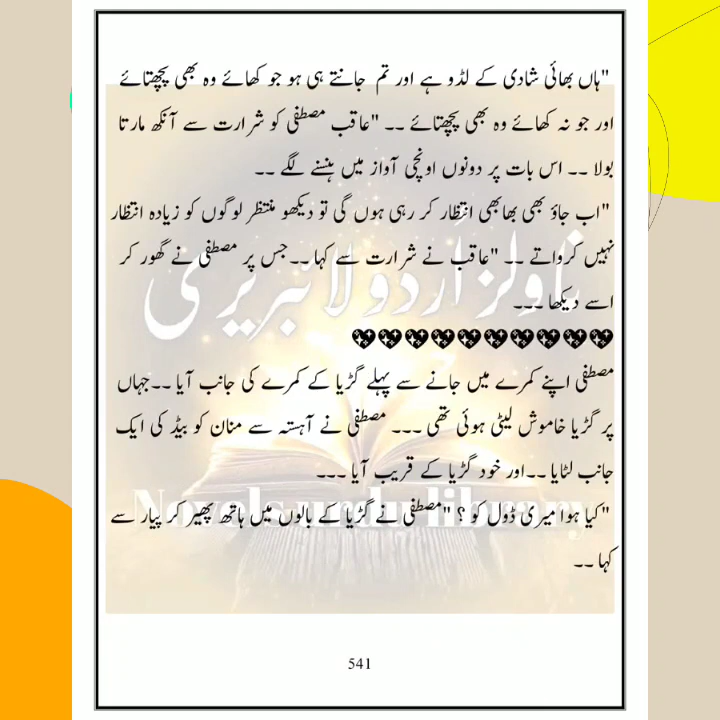 "ہاں بھائی شادی کے لڈو ہے اور تم جانتے ہی ہو جو کھائے وہ بھی پچھتائے
اور جو نہ کھائے وہ بھی پچھتائے ۔۔ "عاقب مصطفی کو شرارت سے آنکھ مارتا
بولا ۔۔ اس بات پر دونوں اونچی آواز میں ہنسنے لگے ۔۔
"اب جاؤ بھی بھابھی انتظار کر رہی ہوں گی تو دیکھو منتظر لوگوں کو زیادہ انتظار
نہیں کرواتے ۔۔ "عاقب نے شرارت سے کہا ۔۔جس پر مصطفی نے گھور کر
اسے دیکھا ۔۔۔
ناولز اردو لائبریری
💖💖💖💖💖💖💖💖💖💖
مصطفی اپنے کمرے میں جانے سے پہلے گڑیا کے کمرے کی جانب آیا ۔۔جہاں
پر گڑیا خاموش لیٹی ہوئی تھی ۔۔۔ مصطفی نے آہستہ سے منان کو بیڈ کی ایک
جانب لٹایا ۔۔اور خود گڑیا کے قریب آیا ۔۔۔
Novels urdu library
"کیا ہوا میری ڈول کو ؟ "مصطفی نے گڑیا کے بالوں میں ہاتھ پھیر کر پیار سے
کہا ۔۔
541